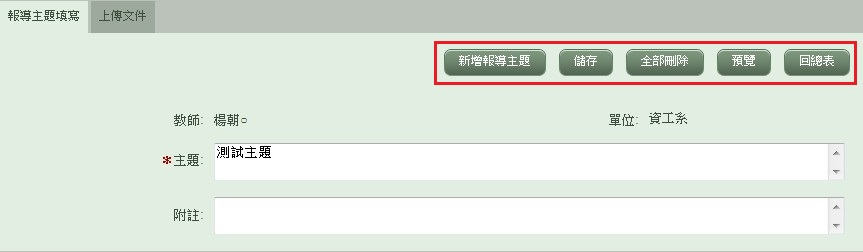 報導主題填寫 上傳文件
新增報導主題 儲存 全部刪除 預覽 回總表
教師: 楊朝○ 單位: 資工系
*主題: 測試主題
附註: